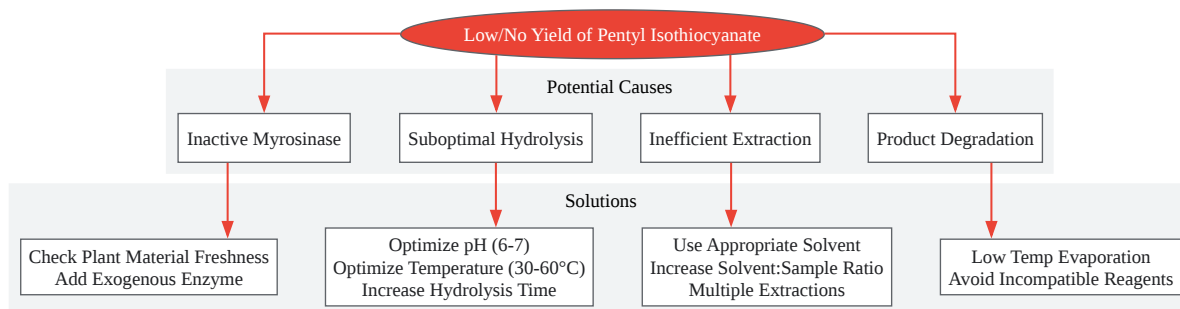 Low/No Yield of Pentyl Isothiocyanate
Potential Causes
Inactive Myrosinase
Suboptimal Hydrolysis
Inefficient Extraction
Product Degradation
Solutions
Check Plant Material Freshness
Add Exogenous Enzyme
Optimize pH (6-7)
Optimize Temperature (30-60°C)
Increase Hydrolysis Time
Use Appropriate Solvent
Increase Solvent:Sample Ratio
Multiple Extractions
Low Temp Evaporation
Avoid Incompatible Reagents